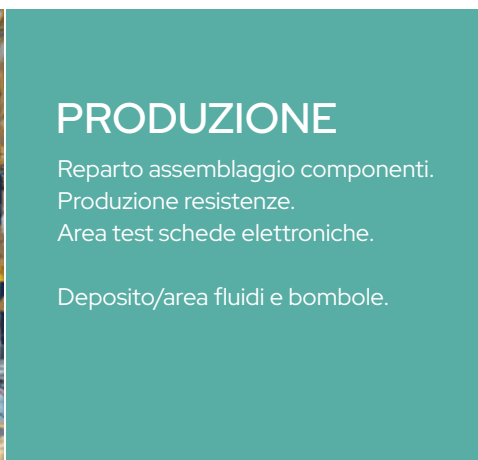 PRODUZIONE
Reparto assemblaggio componenti.
Produzione resistenze.
Area test schede elettroniche.
Deposito/area fluidi e bombole.